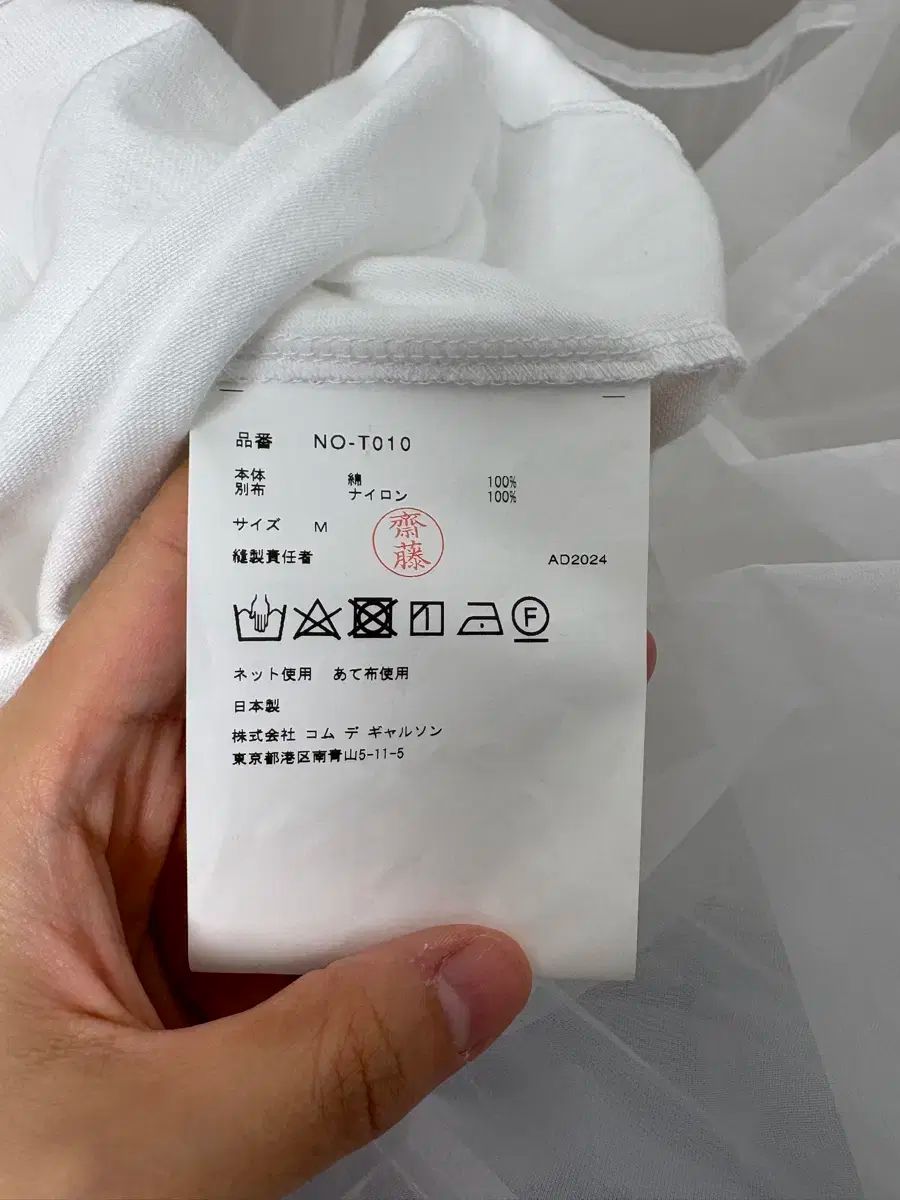 品番 NO-T010
本体 綿 100%
別布 ナイロン 100%
サイズ M
齋藤
縫製責任者 AD2024
F
ネット使用 あて布使用
日本製
株式会社 コム デ ギャルソン
東京都港区南青山5-11-5